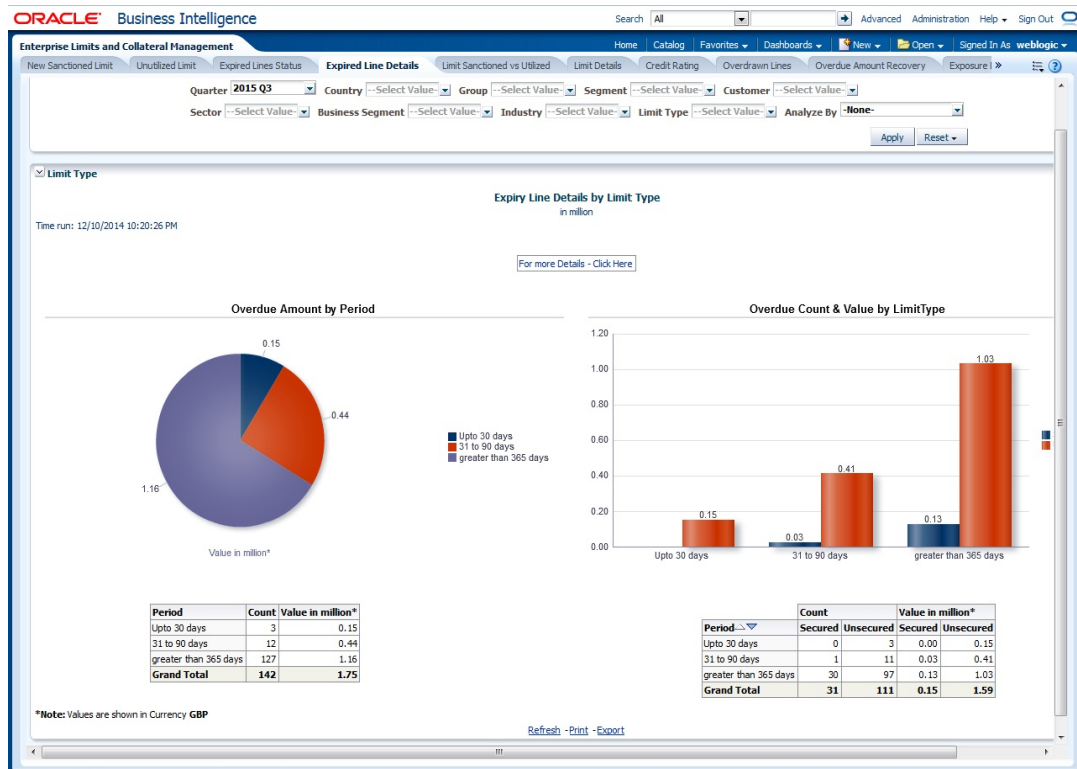 ORACLE® Business Intelligence
Search All Advanced Administration Help Sign Out
Enterprise Limits and Collateral Management
Home Catalog Favorites Dashboards New Open Signed In As weblogic
New Sanctioned Limit Unutilized Limit Expired Lines Status Expired Line Details Limit Sanctioned vs Utilized Limit Details Credit Rating Overdrawn Lines Overdue Amount Recovery Exposure »
Quarter 2015 Q3 Country --Select Value- Group --Select Value- Segment --Select Value- Customer --Select Value-
Sector --Select Value- Business Segment --Select Value- Industry --Select Value- Limit Type --Select Value- Analyze By -None-
Apply Reset
Limit Type
Expiry Line Details by Limit Type
in million
Time run: 12/10/2014 10:20:26 PM
For more Details - Click Here
Overdue Amount by Period
0.15
0.44
1.16
Upto 30 days
31 to 90 days
greater than 365 days
Value in million*
Overdue Count & Value by LimitType
1.20
1.00
0.80
0.60
0.40
0.20
0.00
0.15
0.03
0.41
0.13
1.03
Upto 30 days 31 to 90 days greater than 365 days
Period Count Value in million*
Upto 30 days 3 0.15
31 to 90 days 12 0.44
greater than 365 days 127 1.16
Grand Total 142 1.75
Count Value in million*
Period Secured Unsecured Secured Unsecured
Upto 30 days 0 3 0.00 0.15
31 to 90 days 1 11 0.03 0.41
greater than 365 days 30 97 0.13 1.03
Grand Total 31 111 0.15 1.59
*Note: Values are shown in Currency GBP
Refresh - Print - Export